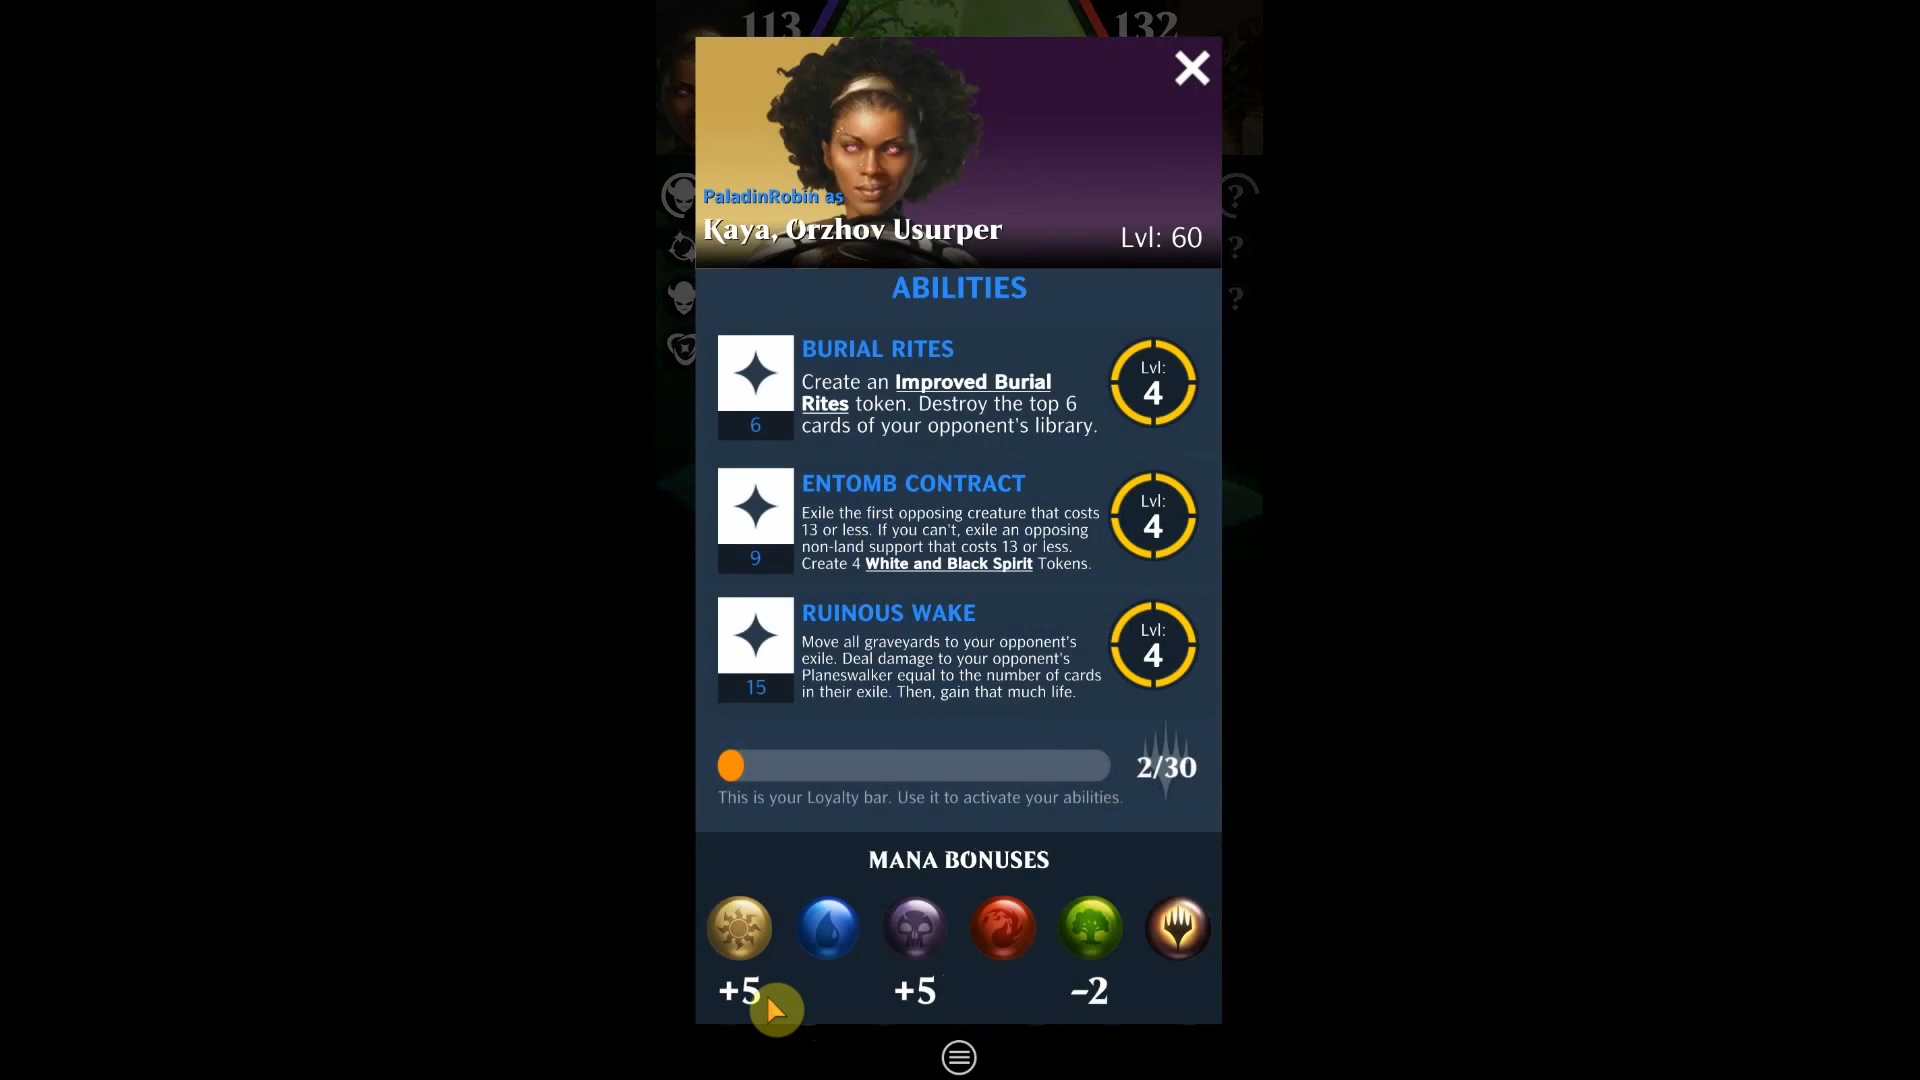 113
132
PaladinRobin as
Kaya, Orzhov Usurper
Lvl: 60
ABILITIES
BURIAL RITES
Create an Improved Burial
Rites token. Destroy the top 6
cards of your opponent's library.
6
Lvl:
4
ENTOMB CONTRACT
Exile the first opposing creature that costs
13 or less. If you can't, exile an opposing
non-land support that costs 13 or less.
Create 4 White and Black Spirit Tokens.
9
Lvl:
4
RUINOUS WAKE
Move all graveyards to your opponent's
exile. Deal damage to your opponent's
Planeswalker equal to the number of cards
in their exile. Then, gain that much life.
15
Lvl:
4
2/30
This is your Loyalty bar. Use it to activate your abilities.
MANA BONUSES
+5
+5
-2
?
?
?